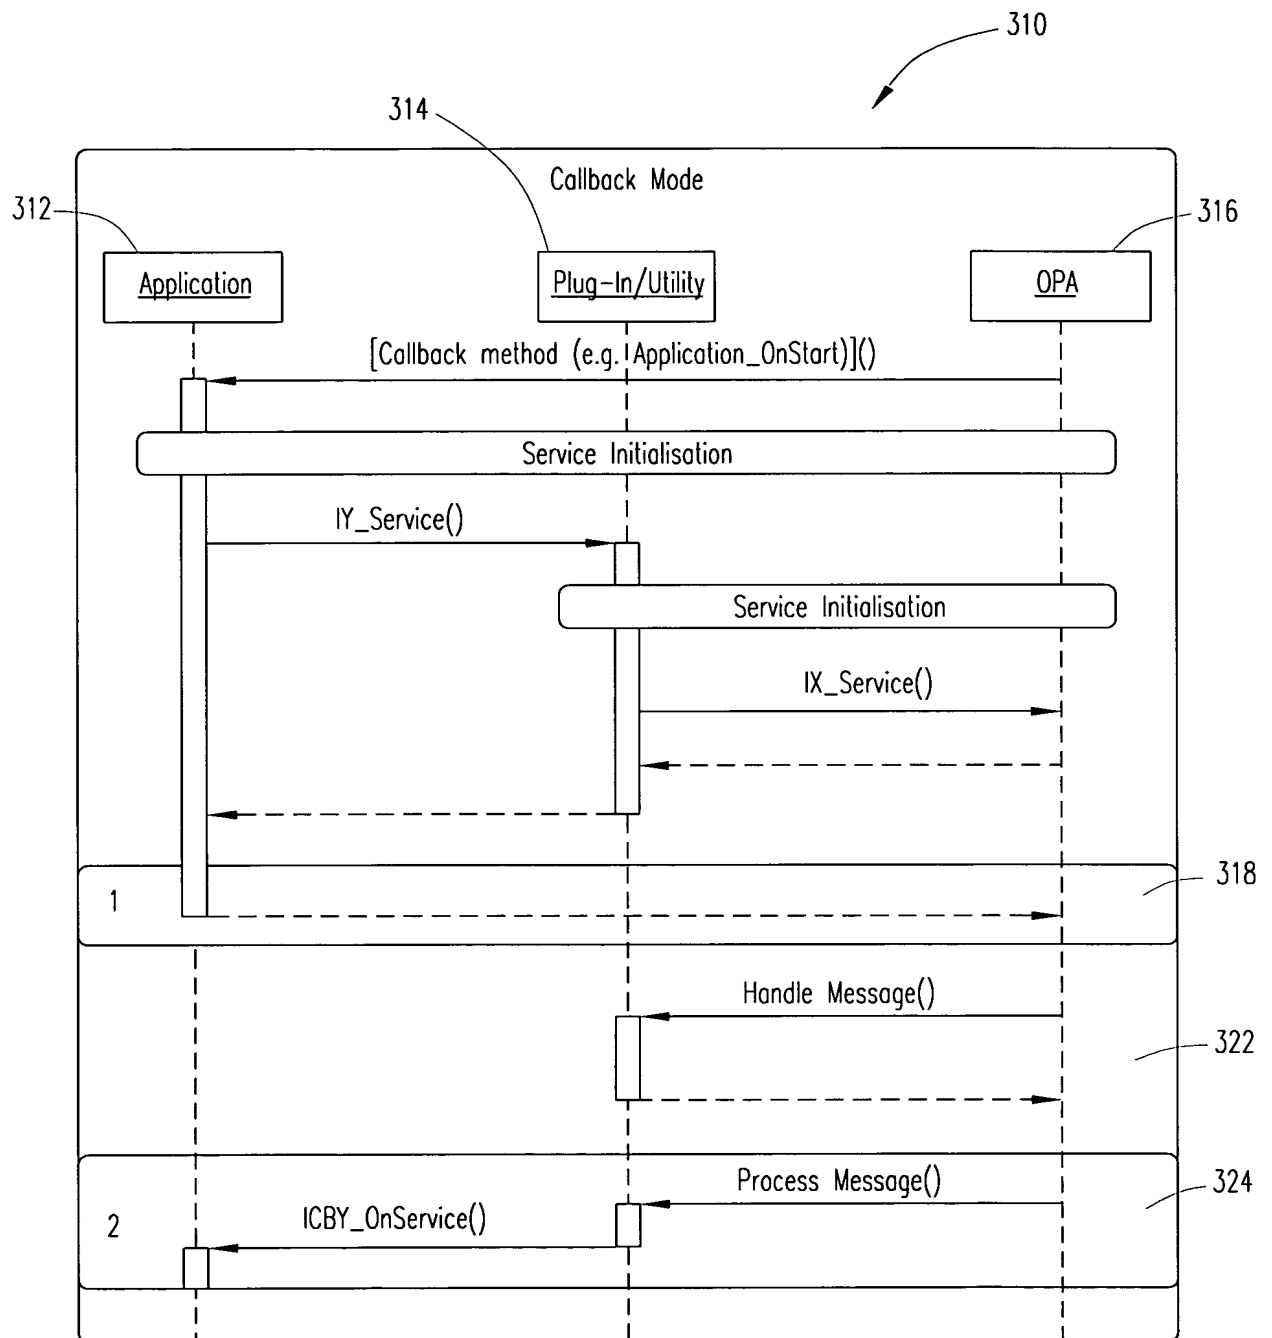 310
314
Callback Mode
312
316
Application
Plug-In/Utility
OPA
[Callback method (e.g. Application_OnStart)]()
Service Initialisation
IY_Service()
Service Initialisation
IX_Service()
318
1
Handle Message()
322
Process Message()
324
2
ICBY_OnService()